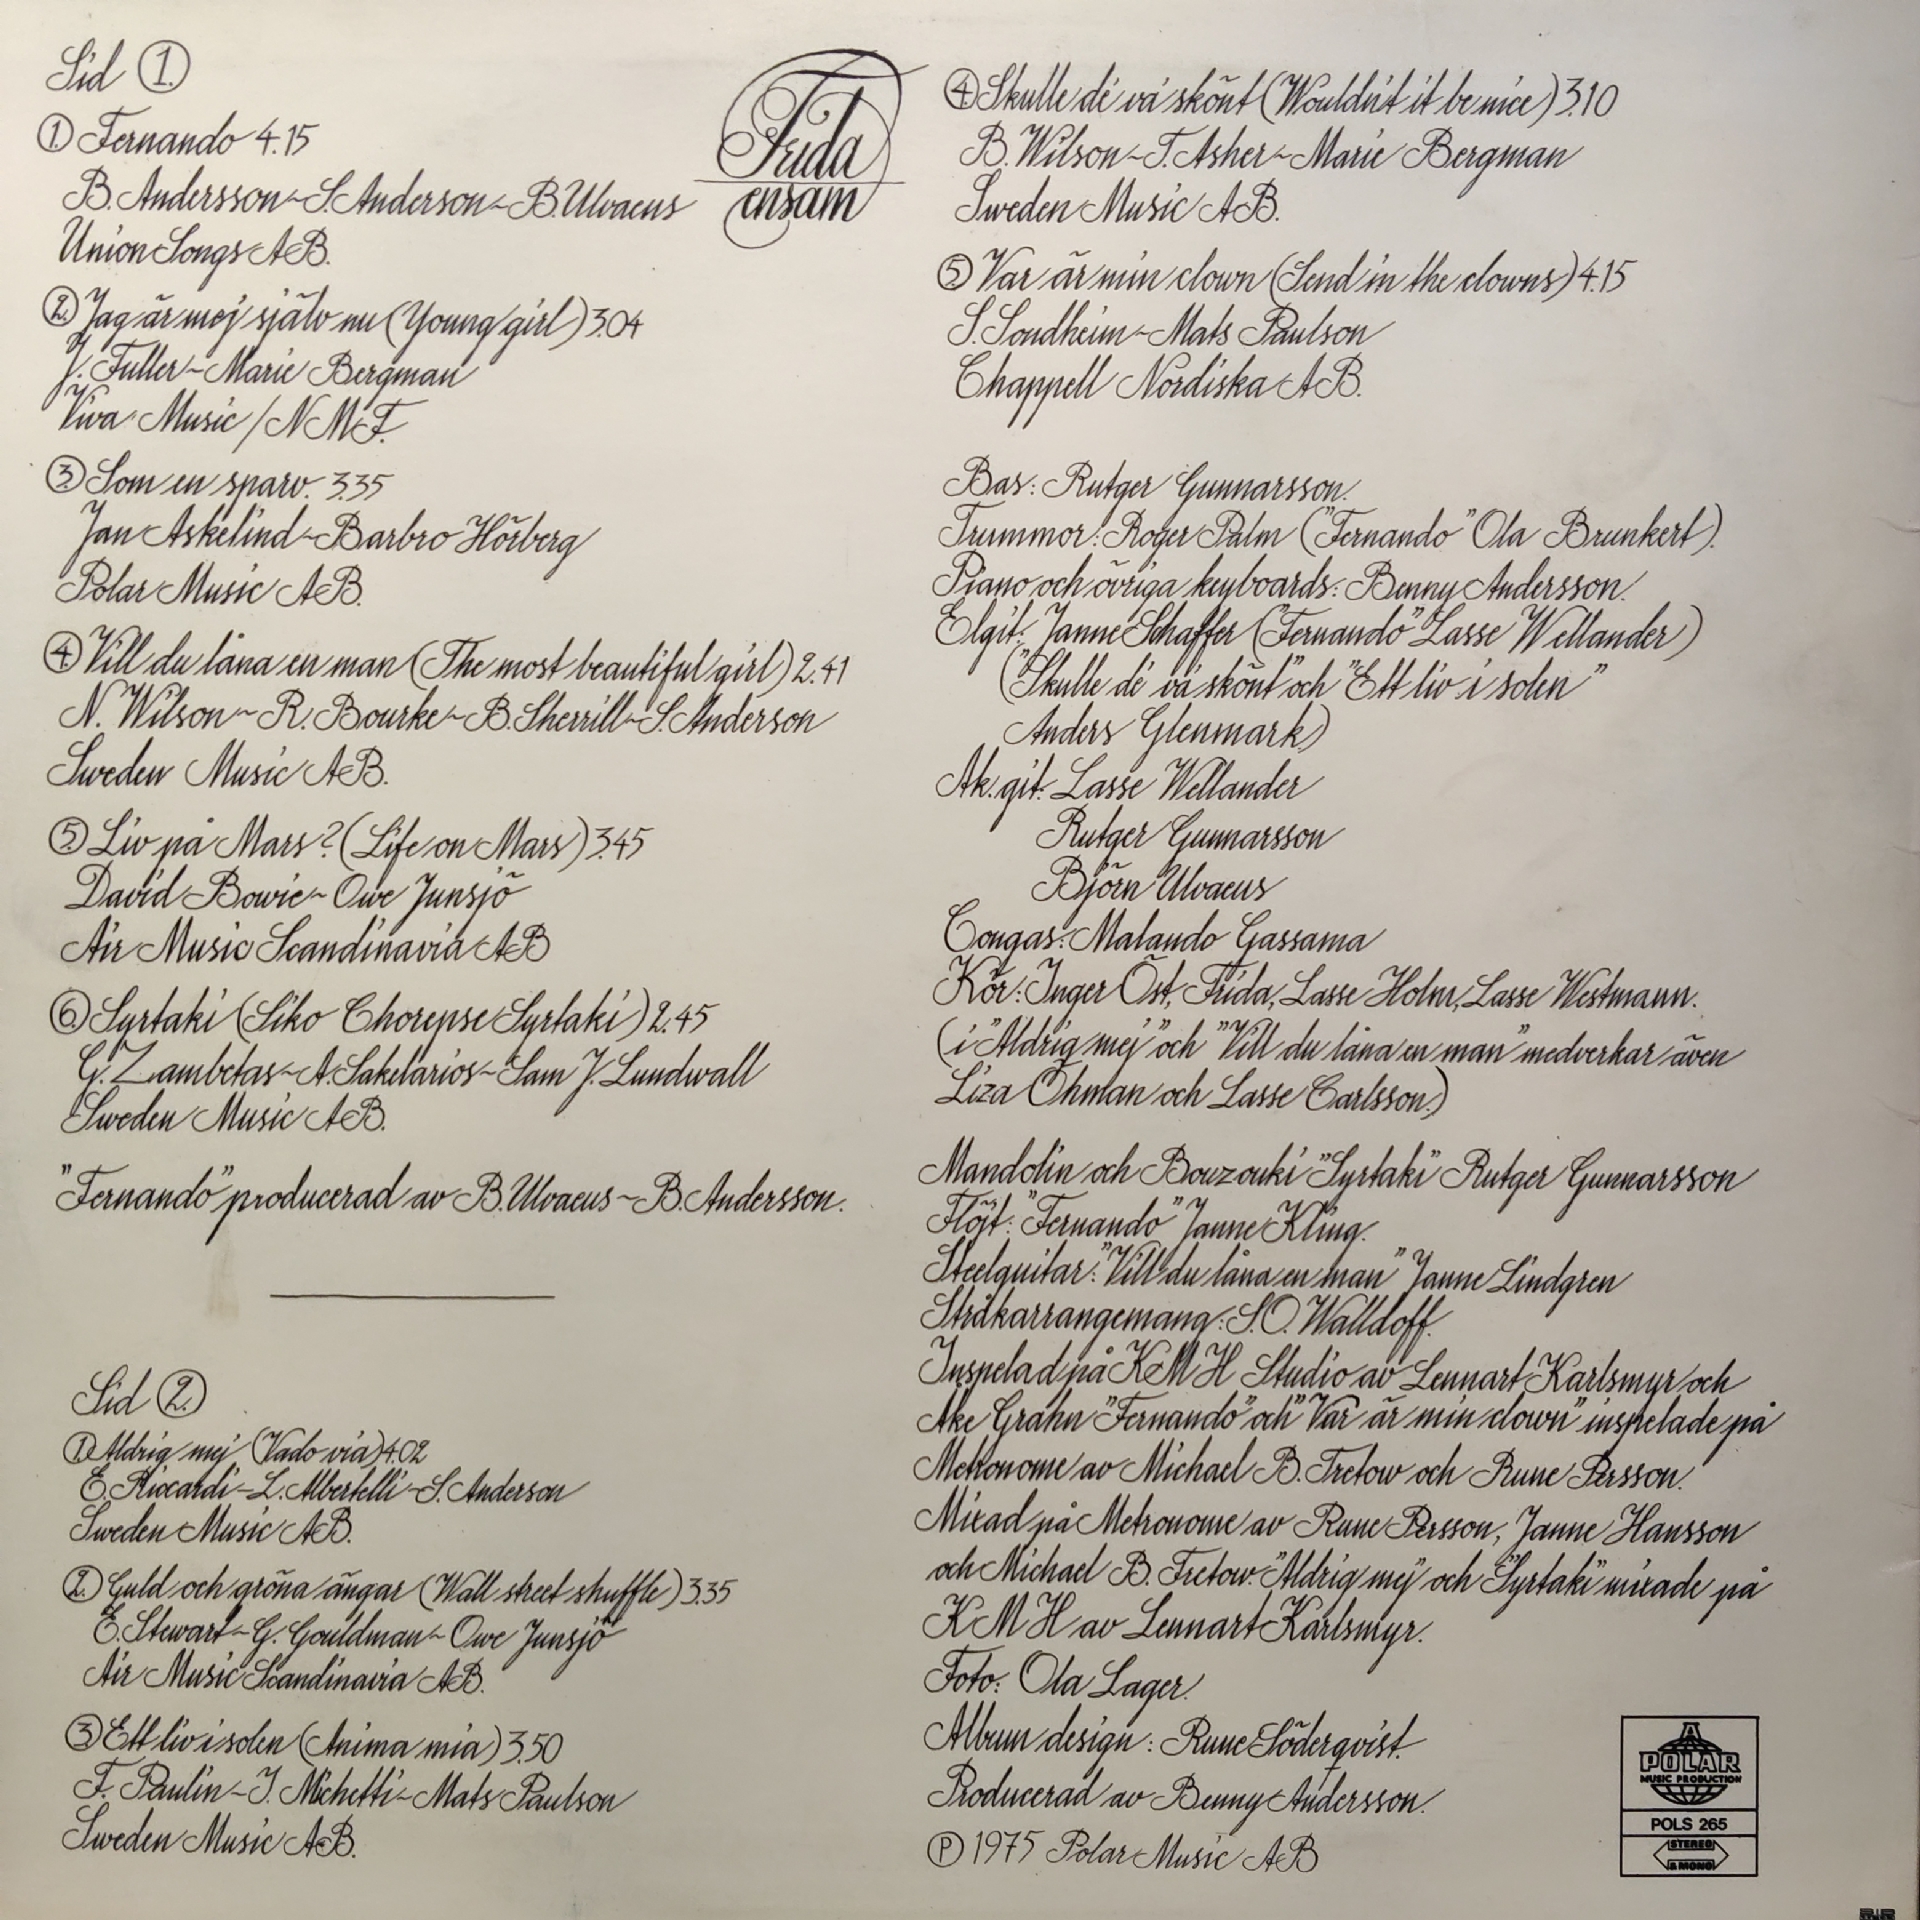 Sid 1.
1. Fernando 4.15
B. Andersson ~ S. Anderson ~ B. Ulvaeus
Union Songs AB.
2. Jag är mej själv nu (Young girl) 3.04
J. Fuller ~ Marie Bergman
Viva Music / N.M.F.
3. Som en sparv. 3.35
Jan Askelind ~ Barbro Hörberg
Polar Music AB.
4. Vill du låna en man (The most beautiful girl) 2.41
N. Wilson ~ R. Bourke ~ B. Sherrill ~ S. Anderson
Sweden Music AB.
5. Liv på Mars? (Life on Mars) 3.45
David Bowie ~ Owe Junsjö
Air Music Scandinavia AB
6. Syrtaki (Siko Chorepse Syrtaki) 2.45
G. Zambetas ~ A. Sakelarios ~ Sam J. Lundwall
Sweden Music AB.
"Fernando" producerad av B. Ulvaeus ~ B. Andersson.
Sid 2.
1. Aldrig mej (Vado via) 4.02
E. Riccardi ~ L. Albertelli ~ S. Anderson
Sweden Music AB.
2. Guld och gröna ängar (Wall street shuffle) 3.35
E. Stewart ~ G. Gouldman ~ Owe Junsjö
Air Music Scandinavia AB.
3. Ett liv i solen (Anima mia) 3.50
F. Paulin ~ I. Michetti ~ Mats Paulson
Sweden Music AB.
Frida
ensam
4. Skulle de' va' skönt (Wouldn't it be nice) 3.10
B. Wilson ~ T. Asher ~ Marie Bergman
Sweden Music AB.
5. Var är min clown (Send in the clowns) 4.15
S. Sondheim ~ Mats Paulson
Chappell Nordiska AB.
Bas: Rutger Gunnarsson.
Trummor: Roger Palm ("Fernando" Ola Brunkert).
Piano och övriga keyboards: Benny Andersson.
Elgit: Janne Schaffer ("Fernando" Lasse Wellander)
("Skulle de' va' skönt" och "Ett liv i solen"
Anders Glenmark)
Ak. git: Lasse Wellander
Rutger Gunnarsson
Björn Ulvaeus
Congas: Malando Gassama
Kör: Inger Öst, Frida, Lasse Holm, Lasse Westmann.
(i "Aldrig mej" och "Vill du låna en man" medverkar även
Liza Öhman och Lasse Carlsson.)
Mandolin och Bouzouki "Syrtaki" Rutger Gunnarsson
Flöjt: "Fernando" Janne Kling.
Steelguitar: "Vill du låna en man" Janne Lindgren
Stråkarrangemang: S.O. Walldoff.
Inspelad på KMH Studio av Lennart Karlsmyr och
Åke Grahn "Fernando" och "Var är min clown" inspelade på
Metronome av Michael B. Tretow och Rune Persson.
Mixad på Metronome av Rune Persson, Janne Hansson
och Michael B. Tretow. "Aldrig mej" och "Syrtaki" mixade på
KMH av Lennart Karlsmyr.
Foto: Ola Lager.
Album design: Rune Söderqvist.
Producerad av Benny Andersson.
Ⓟ 1975 Polar Music AB
A
POLAR
MUSIC PRODUCTION
POLS 265
STEREO
& MONO